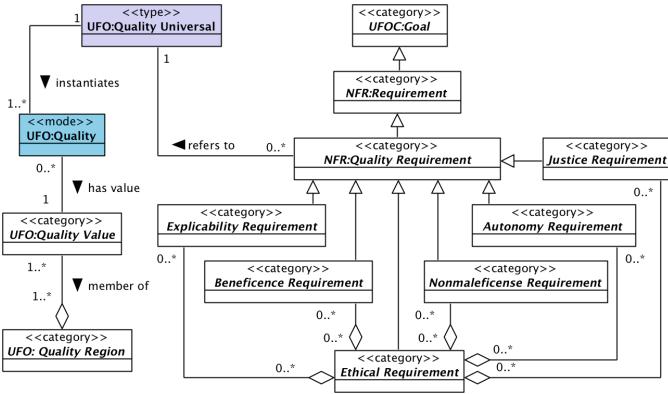 <<type>>
UFO:Quality Universal
<<category>>
UFOC:Goal
1
1
instantiates
<<category>>
NFR:Requirement
1..*
<<mode>>
UFO:Quality
refers to
0..*
<<category>>
NFR:Quality Requirement
<<category>>
Justice Requirement
0..*
has value
1
0..*
<<category>>
UFO:Quality Value
<<category>>
Explicability Requirement
<<category>>
Autonomy Requirement
0..*
0..*
1..*
member of
1..*
<<category>>
Beneficence Requirement
<<category>>
Nonmaleficense Requirement
0..*
0..*
0..*
0..*
<<category>>
UFO: Quality Region
<<category>>
Ethical Requirement
0..*
0..*
0..*